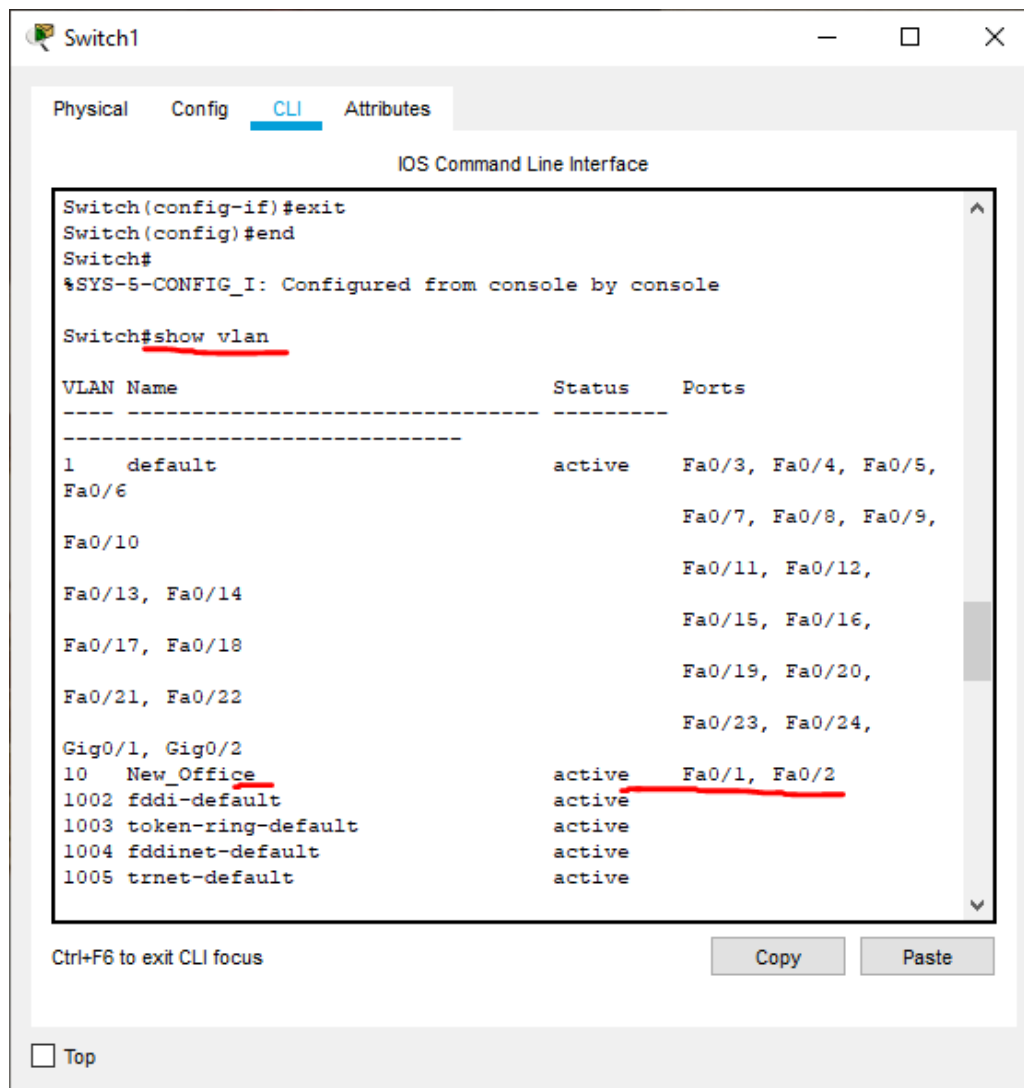 Switch1
Physical Config CLI Attributes
IOS Command Line Interface
Switch(config-if)#exit
Switch(config)#end
Switch#
%SYS-5-CONFIG_I: Configured from console by console
Switch#show vlan
VLAN Name Status Ports
---- -------------------------------- ---------
-------------------------------
1 default active Fa0/3, Fa0/4, Fa0/5,
Fa0/6
Fa0/7, Fa0/8, Fa0/9,
Fa0/10
Fa0/11, Fa0/12,
Fa0/13, Fa0/14
Fa0/15, Fa0/16,
Fa0/17, Fa0/18
Fa0/19, Fa0/20,
Fa0/21, Fa0/22
Fa0/23, Fa0/24,
Gig0/1, Gig0/2
10 New_Office active Fa0/1, Fa0/2
1002 fddi-default active
1003 token-ring-default active
1004 fddinet-default active
1005 trnet-default active
Ctrl+F6 to exit CLI focus
Copy Paste
Top